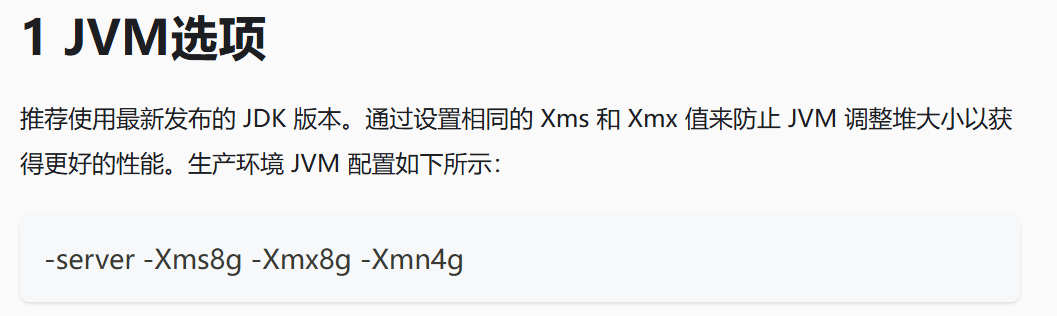 1 JVM选项
推荐使用最新发布的 JDK 版本。通过设置相同的 Xms 和 Xmx 值来防止 JVM 调整堆大小以获
得更好的性能。生产环境 JVM 配置如下所示：
-server -Xms8g -Xmx8g -Xmn4g